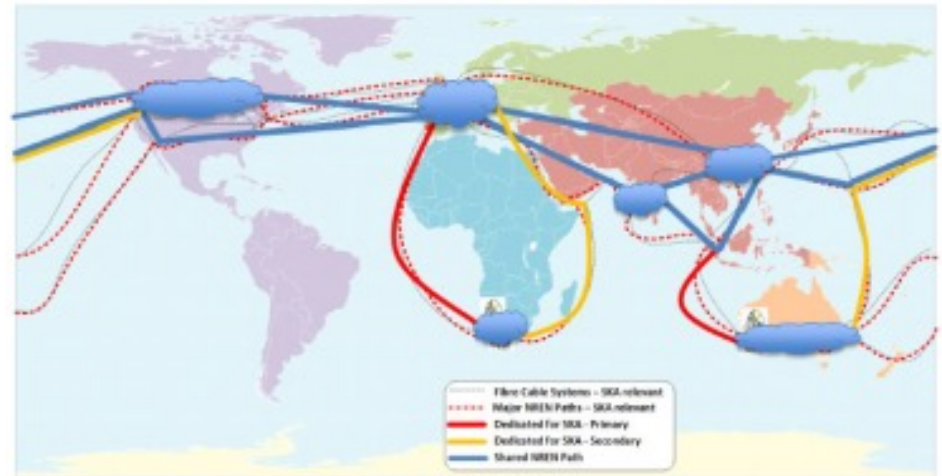 Fibre Cable Systems – SKA relevant
Major NREN Paths – SKA relevant
Dedicated for SKA - Primary
Dedicated for SKA - Secondary
Shared NREN Path